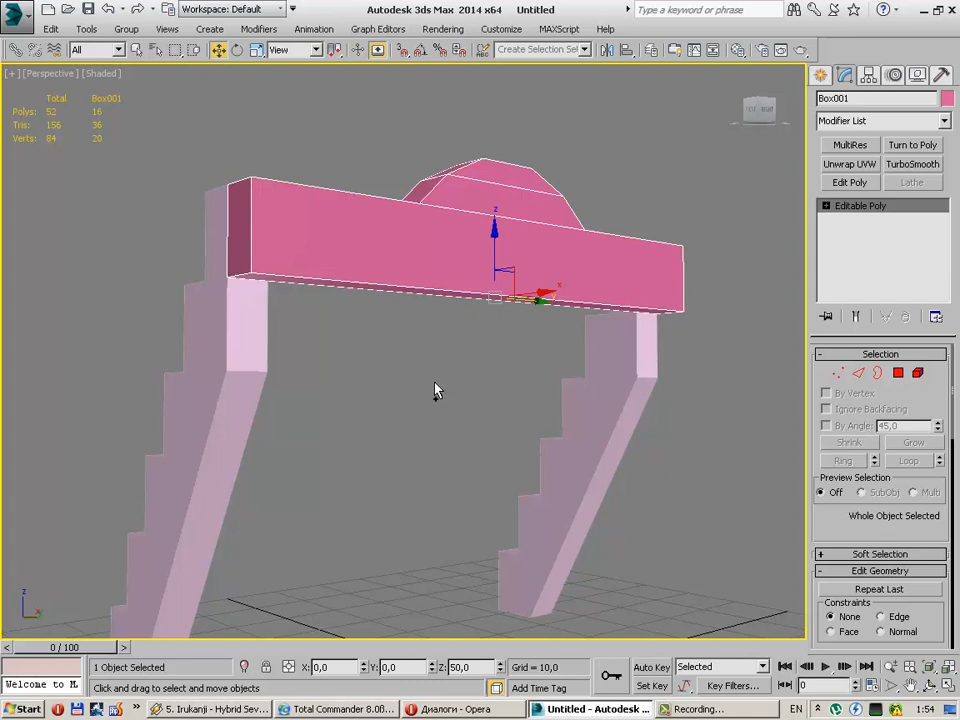 Workspace: Default
Autodesk 3ds Max 2014 x64
Untitled
Type a keyword or phrase
Edit Tools Group Views Create Modifiers Animation Graph Editors Rendering Customize MAXScript Help
All View Create Selection Se
[+] [Perspective] [Shaded]
Total Box001
Polys: 52 16
Tris: 156 36
Verts: 84 20
z
x
z
Box001
Modifier List
MultiRes Turn to Poly
Unwrap UVW TurboSmooth
Edit Poly Lathe
Editable Poly
- Selection
By Vertex
Ignore Backfacing
By Angle: 45,0
Shrink Grow
Ring Loop
Preview Selection
Off SubObj Multi
Whole Object Selected
+ Soft Selection
- Edit Geometry
Repeat Last
Constraints
None Edge
Face Normal
< 0 / 100 >
1 Object Selected X: 0,0 Y: 0,0 Z: 50,0 Grid = 10,0 Auto Key Selected
Welcome to M Click and drag to select and move objects Add Time Tag Set Key Key Filters... 0
Start » 5. Irukanji - Hybrid Sev... Total Commander 8.0... Диалоги - Opera Untitled - Autodesk ... Recording... EN 1:54